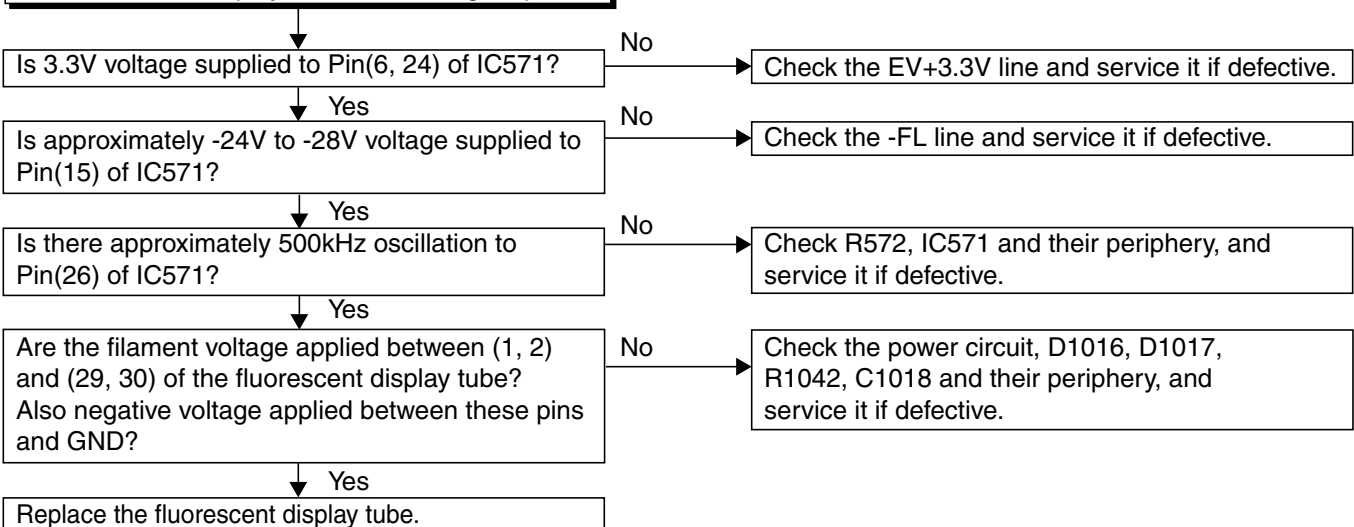 No
Is 3.3V voltage supplied to Pin(6, 24) of IC571?
Check the EV+3.3V line and service it if defective.
Yes
No
Is approximately -24V to -28V voltage supplied to
Pin(15) of IC571?
Check the -FL line and service it if defective.
Yes
No
Is there approximately 500kHz oscillation to
Pin(26) of IC571?
Check R572, IC571 and their periphery, and
service it if defective.
Yes
No
Are the filament voltage applied between (1, 2)
and (29, 30) of the fluorescent display tube?
Also negative voltage applied between these pins
and GND?
Check the power circuit, D1016, D1017,
R1042, C1018 and their periphery, and
service it if defective.
Yes
Replace the fluorescent display tube.